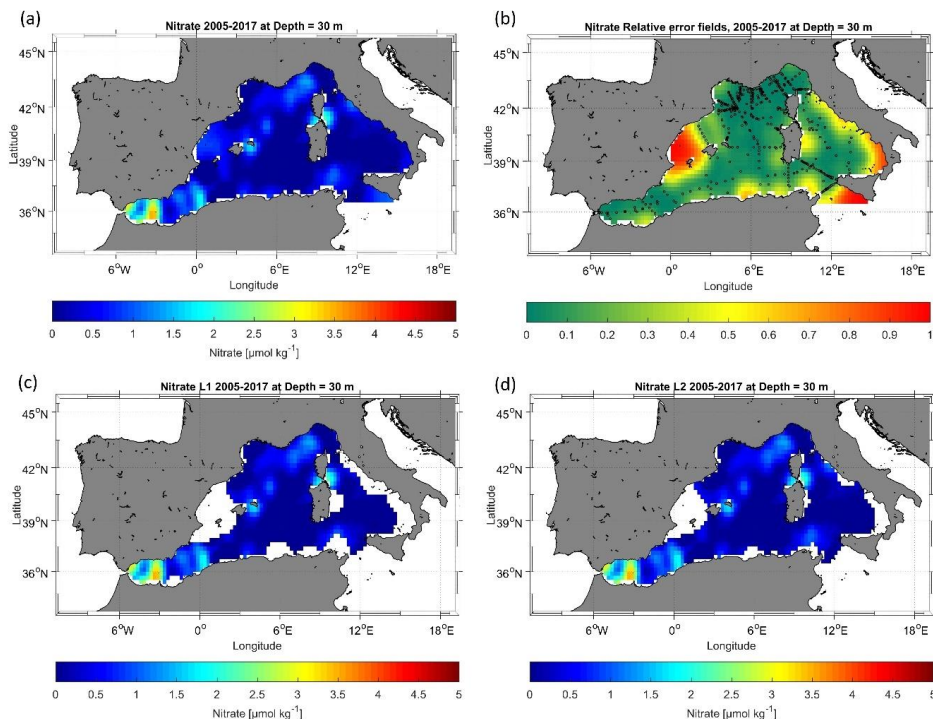 (a)
Nitrate 2005-2017 at Depth = 30 m
45°N
42°N
39°N
36°N
Latitude
6°W 0° 6°E 12°E 18°E
Longitude
0 0.5 1 1.5 2 2.5 3 3.5 4 4.5 5
Nitrate [μmol kg⁻¹]
(b)
Nitrate Relative error fields, 2005-2017 at Depth = 30 m
45°N
42°N
39°N
36°N
Latitude
6°W 0° 6°E 12°E 18°E
Longitude
0 0.1 0.2 0.3 0.4 0.5 0.6 0.7 0.8 0.9 1
(c)
Nitrate L1 2005-2017 at Depth = 30 m
45°N
42°N
39°N
36°N
Latitude
6°W 0° 6°E 12°E 18°E
Longitude
0 0.5 1 1.5 2 2.5 3 3.5 4 4.5 5
Nitrate [μmol kg⁻¹]
(d)
Nitrate L2 2005-2017 at Depth = 30 m
45°N
42°N
39°N
36°N
Latitude
6°W 0° 6°E 12°E 18°E
Longitude
0 0.5 1 1.5 2 2.5 3 3.5 4 4.5 5
Nitrate [μmol kg⁻¹]